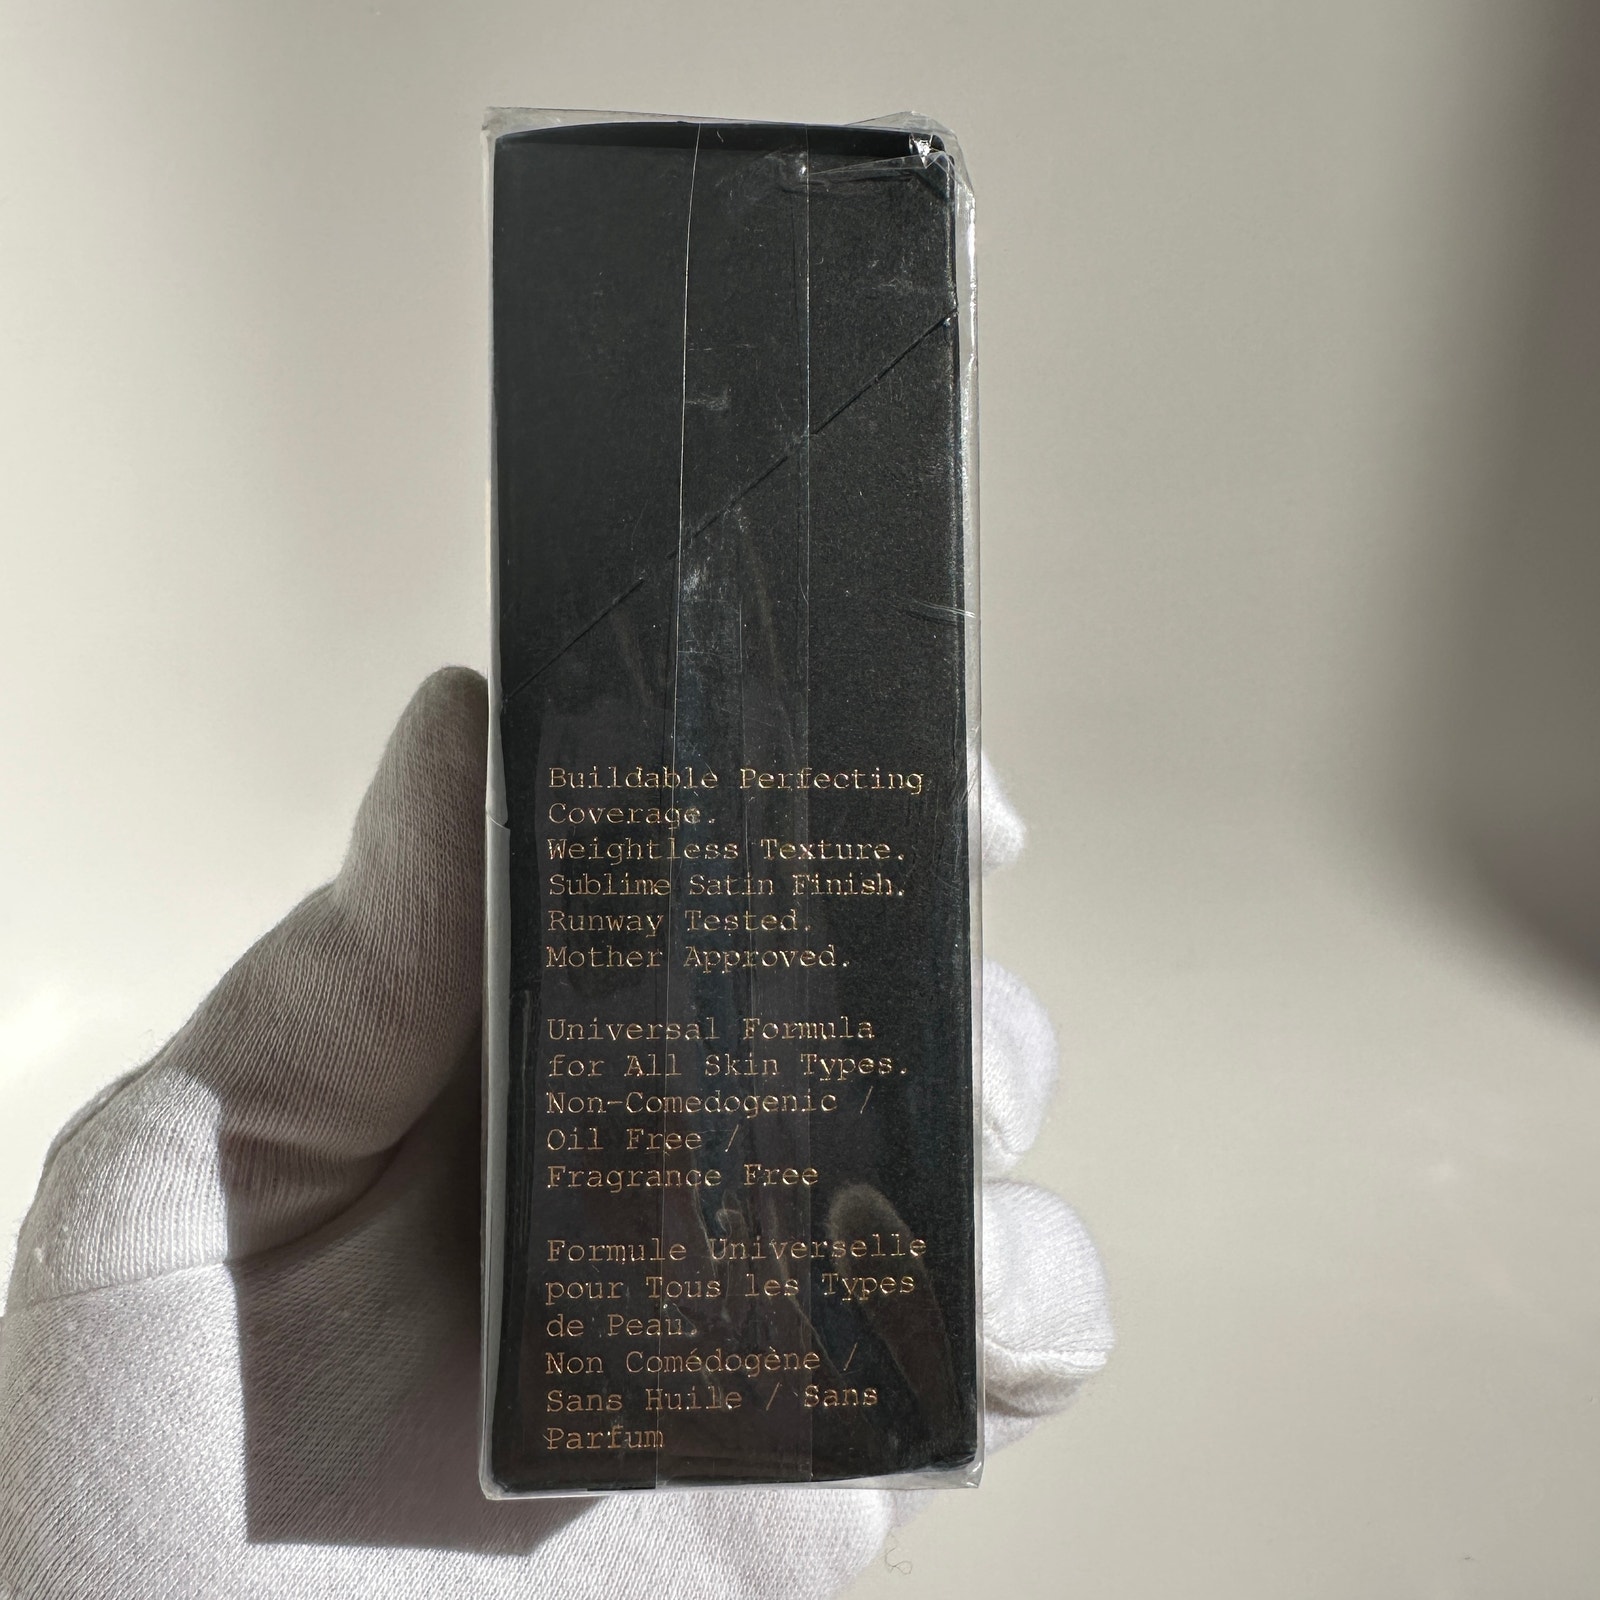 Buildable Perfecting
Coverage.
Weightless Texture.
Sublime Satin Finish.
Runway Tested.
Mother Approved.
Universal Formula
for All Skin Types.
Non-Comedogenic /
Oil Free /
Fragrance Free
Formule Universelle
pour Tous les Types
de Peau.
Non Comédogène /
Sans Huile / Sans
Parfum